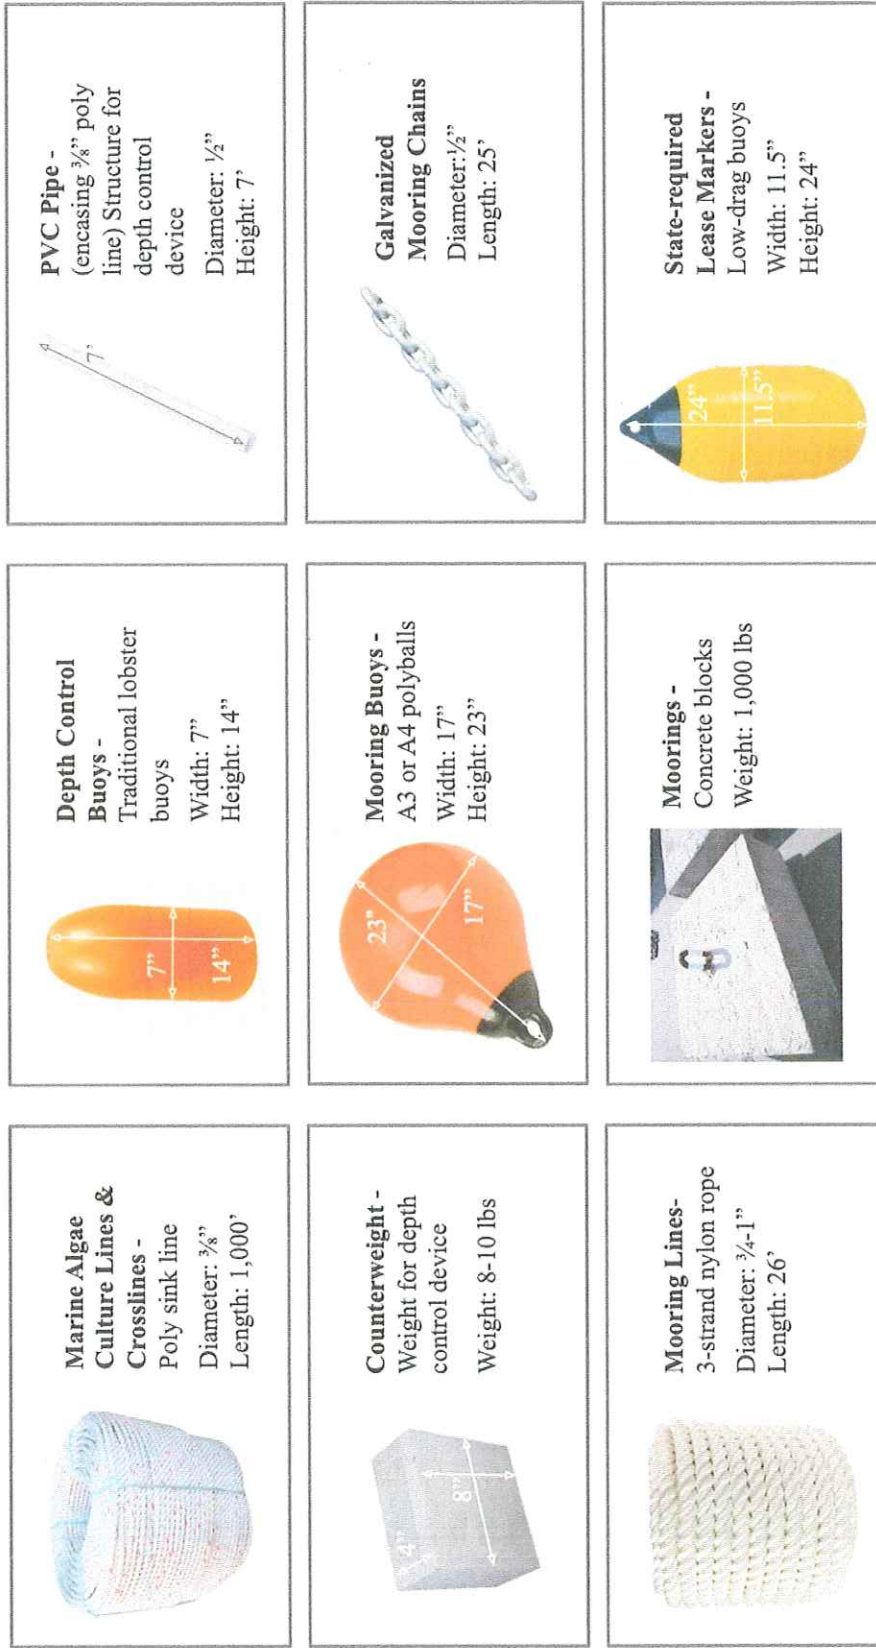 Marine Algae
Culture Lines &
Crosslines -
Poly sink line
Diameter: ⅜”
Length: 1,000’
7”
14”
Depth Control
Buoys -
Traditional lobster
buoys
Width: 7”
Height: 14”
7’
PVC Pipe -
(encasing ⅜” poly
line) Structure for
depth control
device
Diameter: ½”
Height: 7’
4”
8”
Counterweight -
Weight for depth
control device
Weight: 8-10 lbs
23"
17”
Mooring Buoys -
A3 or A4 polyballs
Width: 17”
Height: 23”
Galvanized
Mooring Chains
Diameter:½”
Length: 25’
Mooring Lines-
3-strand nylon rope
Diameter: ¾-1”
Length: 26’
Moorings -
Concrete blocks
Weight: 1,000 lbs
24”
11.5”
State-required
Lease Markers -
Low-drag buoys
Width: 11.5”
Height: 24”